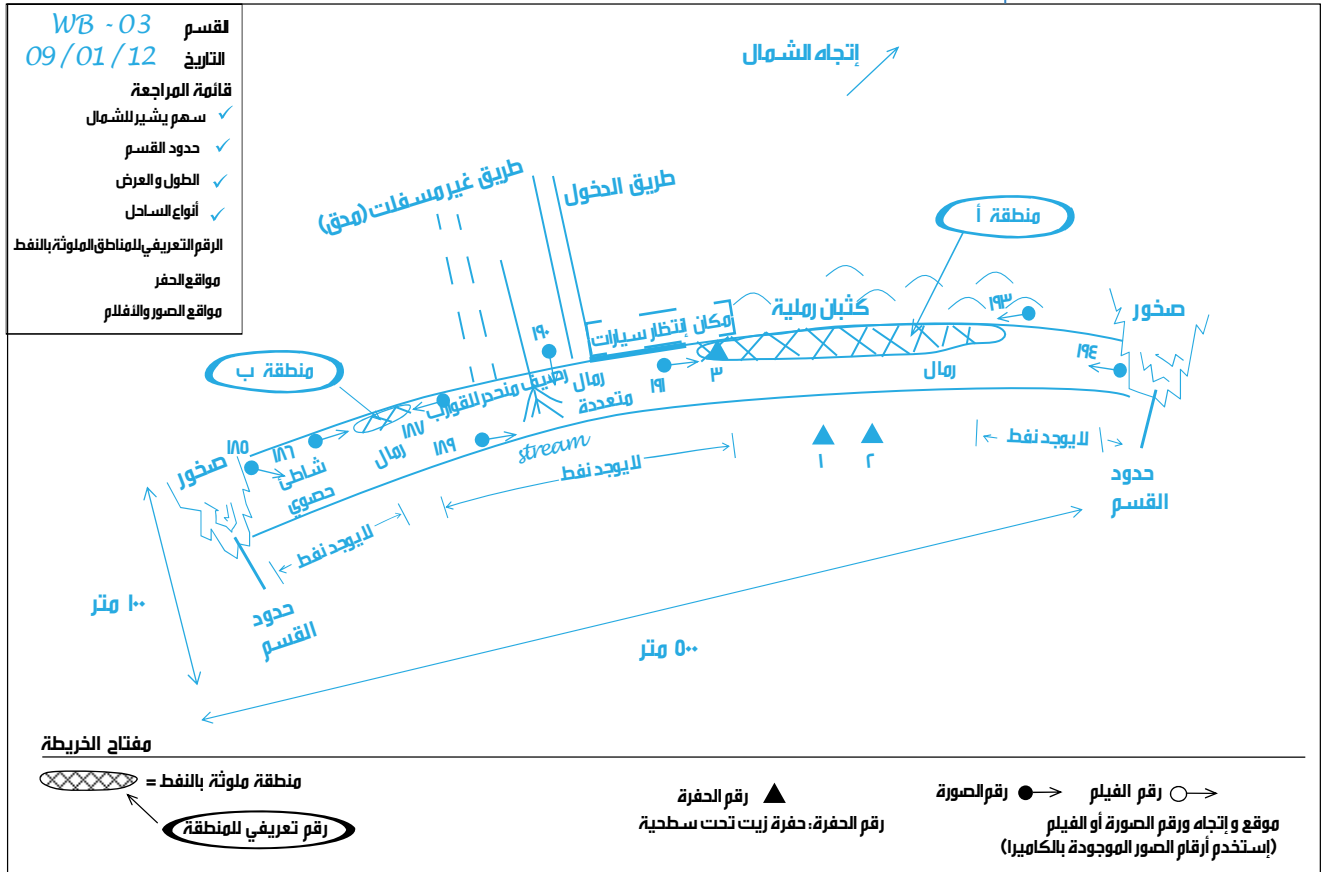 القسم WB - 03
التاريخ 09/01/12
قائمة المراجعة
✓ سهم يشير للشمال
✓ حدود القسم
✓ الطول والعرض
✓ أنواع الساحل
الرقم التعريفي للمناطق الملوثة بالنفط
مواقع الحفر
مواقع الصور والأفلام
إتجاه الشمال
طريق الدخول
طريق غير مسفلت (مدق)
منطقة أ
كثبان رملية
مكان إنتظار سيارات
صخور
١٩٣
١٩٤
رمال
٣
١٩١
١٩٠
رمال
متعددة
رصيف منحدر للقوارب
منطقة ب
١٨٧
١٨٩
رمال
stream
١٨٦
١٨٥
شاطئ
حصوي
صخور
لايوجد نفط
١
٢
لايوجد نفط
لايوجد نفط
حدود
القسم
حدود
القسم
١٠٠ متر
٥٠٠ متر
مفتاح الخريطة
منطقة ملوثة بالنفط =
رقم تعريفي للمنطقة
رقم الحفرة
رقم الحفرة: حفرة زيت تحت سطحية
رقم الفيلم
رقم الصورة
موقع وإتجاه ورقم الصورة أو الفيلم
(إستخدم أرقام الصور الموجودة بالكاميرا)